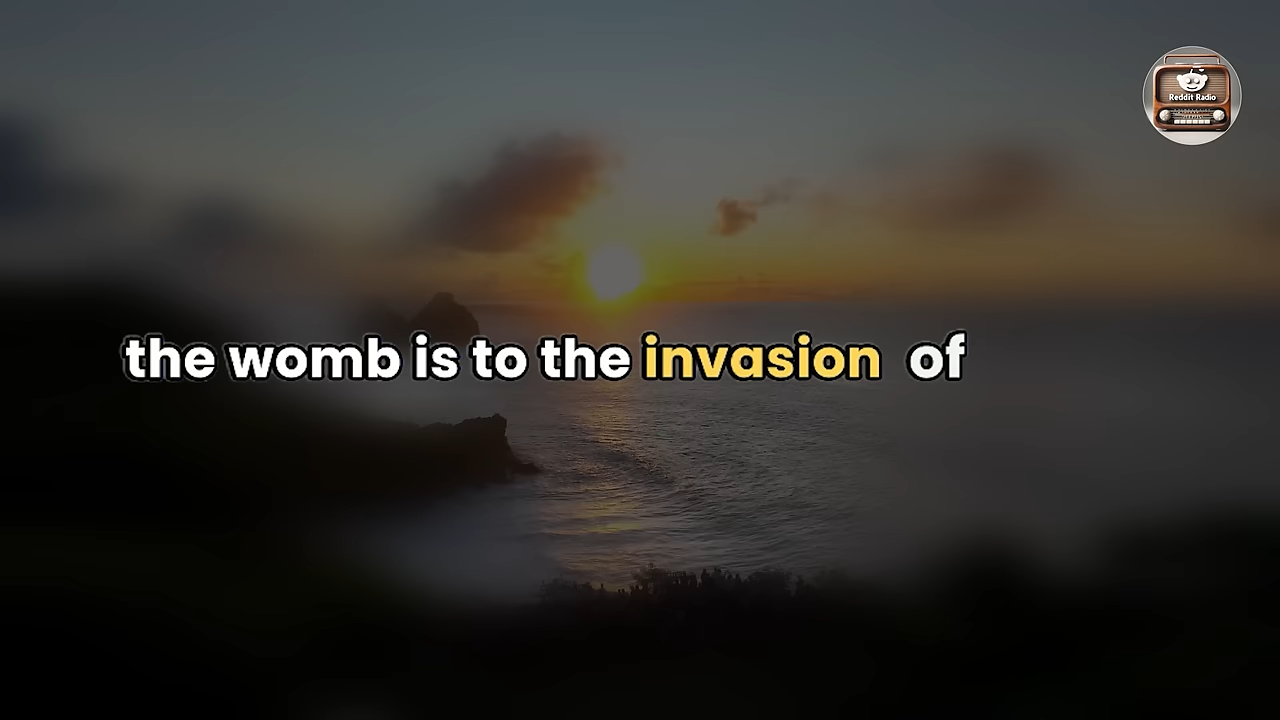 Reddit Radio
the womb is to the invasion of